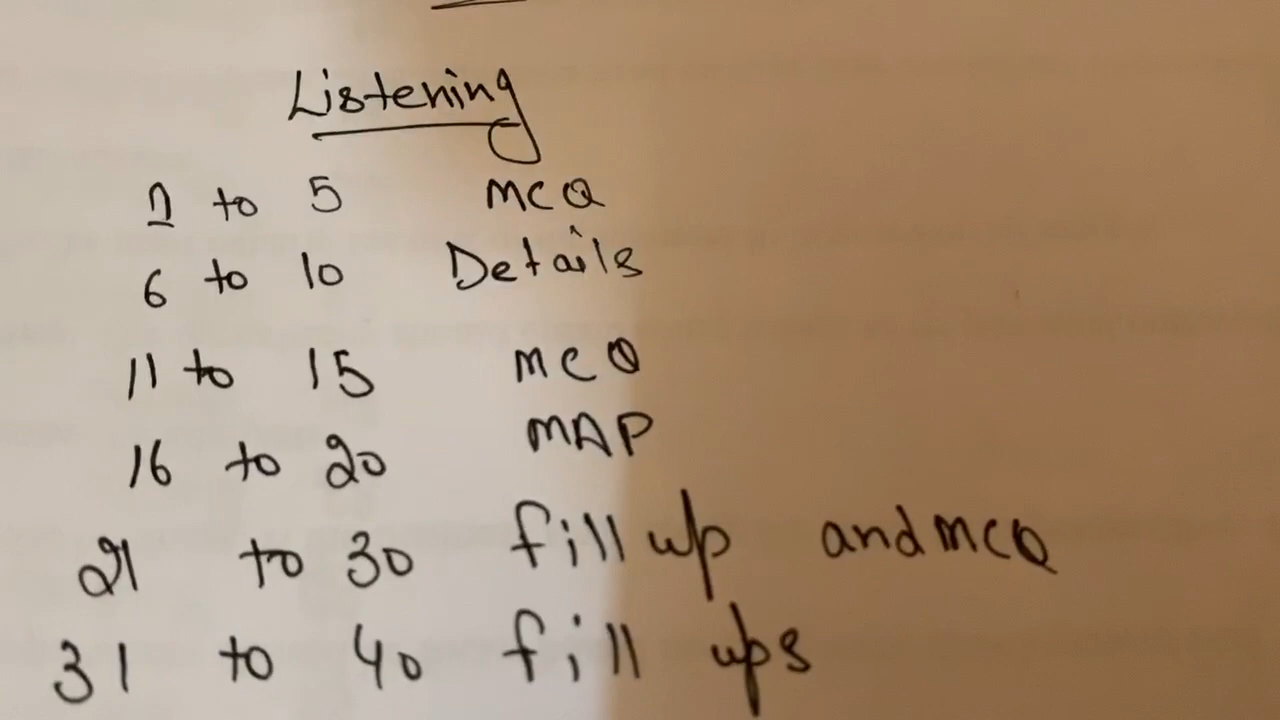 Listening
1 to 5 MCQ
6 to 10 Details
11 to 15 MCQ
16 to 20 MAP
21 to 30 fill up and MCQ
31 to 40 fill ups